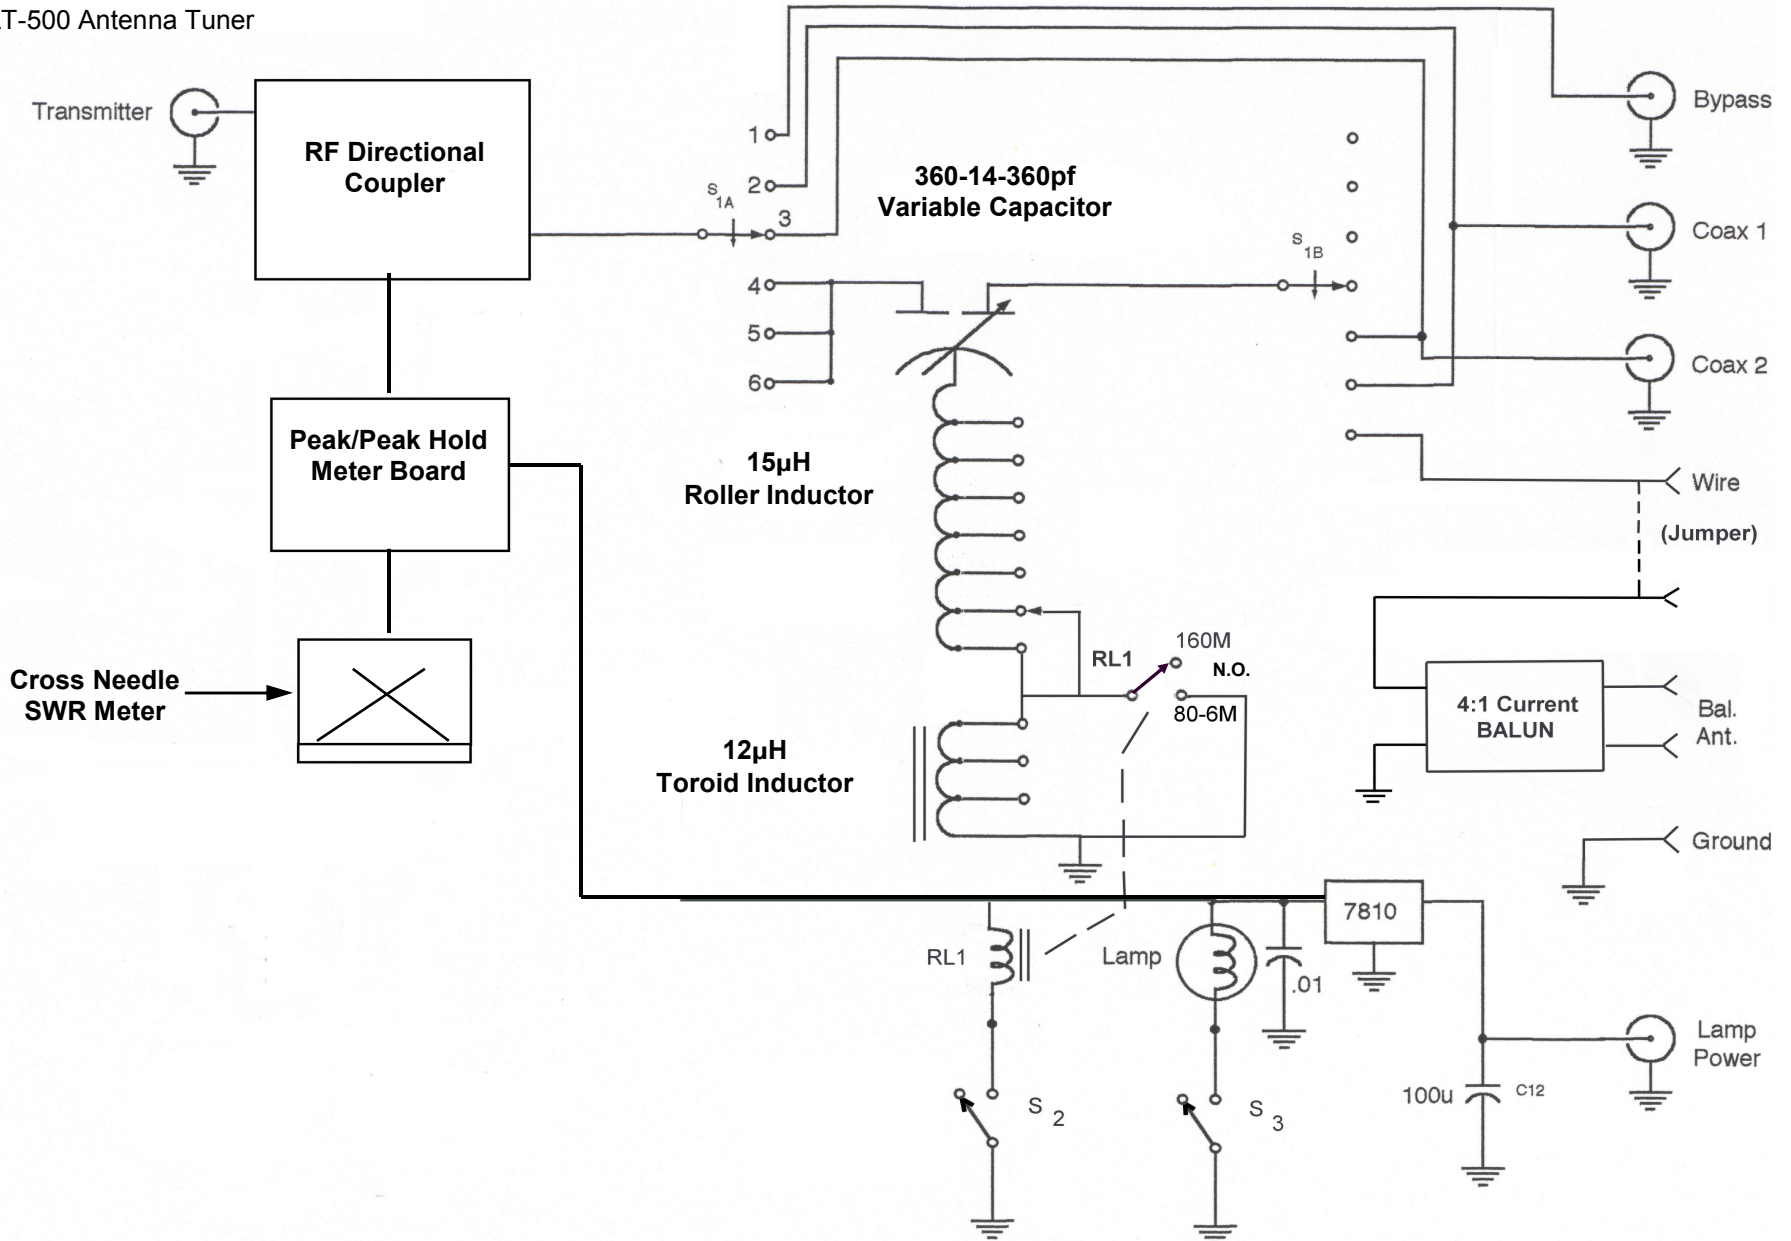 AT-500 Antenna Tuner
Transmitter
RF Directional
Coupler
Peak/Peak Hold
Meter Board
Cross Needle
SWR Meter
S1A
1
2
3
4
5
6
360-14-360pf
Variable Capacitor
S1B
15µH
Roller Inductor
RL1
160M
N.O.
80-6M
12µH
Toroid Inductor
Bypass
Coax 1
Coax 2
Wire
(Jumper)
4:1 Current
BALUN
Bal.
Ant.
Ground
RL1
Lamp
.01
7810
S2
S3
100u
C12
Lamp
Power